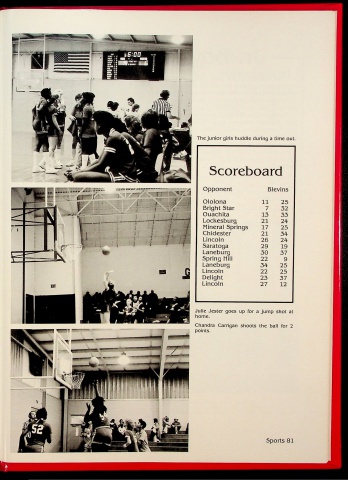 6:00
The junior girls huddle during a time out.
Scoreboard
Opponent Blevins
Ololona 11 25
Bright Star 7 32
Ouachita 13 33
Lockesburg 21 24
Mineral Springs 17 25
Chidester 21 34
Lincoln 26 24
Saratoga 29 19
Laneburg 30 37
Spring Hill 22 9
Laneburg 34 25
Lincoln 22 25
Delight 23 37
Lincoln 27 12
Julie Jester goes up for a jump shot at
home.
Chandra Carrigan shoots the ball for 2
points.
52
Sports 81